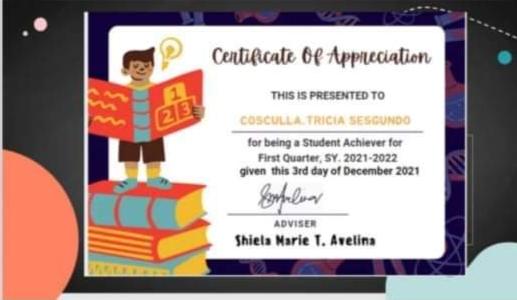 Certificate Of Appreciation
THIS IS PRESENTED TO
COSCULLA.TRICIA SESGUNDO
for being a Student Achiever for
First Quarter, SY. 2021-2022
given this 3rd day of December 2021
ADVISER
Shiela Marie T. Avelina
1
2 3